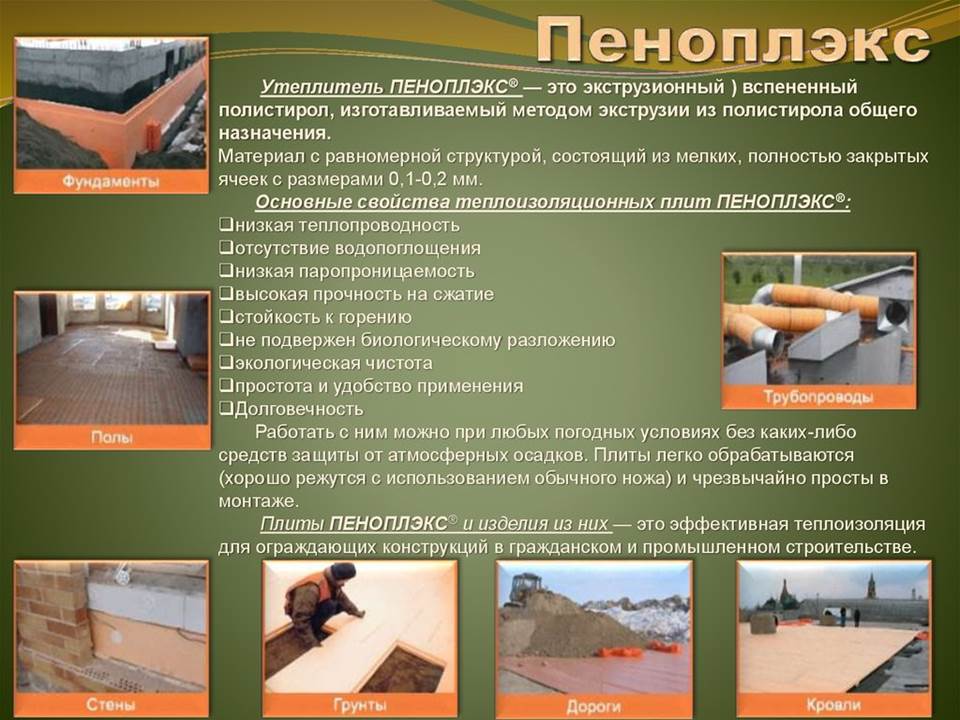 Пеноплэкс
Утеплитель ПЕНОПЛЭКС® — это экструзионный ) вспененный
полистирол, изготавливаемый методом экструзии из полистирола общего
назначения.
Материал с равномерной структурой, состоящий из мелких, полностью закрытых
ячеек с размерами 0,1-0,2 мм.
Основные свойства теплоизоляционных плит ПЕНОПЛЭКС®:
❑низкая теплопроводность
❑отсутствие водопоглощения
❑низкая паропроницаемость
❑высокая прочность на сжатие
❑стойкость к горению
❑не подвержен биологическому разложению
❑экологическая чистота
❑простота и удобство применения
❑Долговечность
Работать с ним можно при любых погодных условиях без каких-либо
средств защиты от атмосферных осадков. Плиты легко обрабатываются
(хорошо режутся с использованием обычного ножа) и чрезвычайно просты в
монтаже.
Плиты ПЕНОПЛЭКС® и изделия из них — это эффективная теплоизоляция
для ограждающих конструкций в гражданском и промышленном строительстве.
Фундаменты
Полы
Трубопроводы
Стены
Грунты
Дороги
Кровли